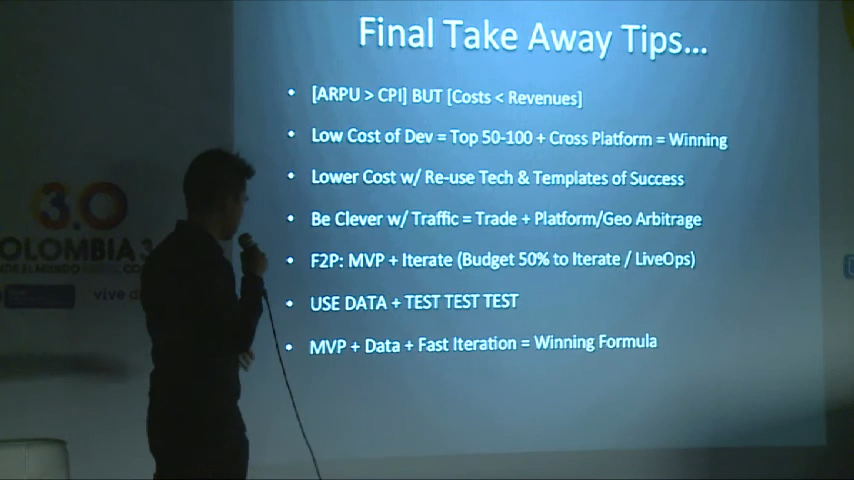 Final Take Away Tips...
• [ARPU > CPI] BUT [Costs < Revenues]
• Low Cost of Dev = Top 50-100 + Cross Platform = Winning
• Lower Cost w/ Re-use Tech & Templates of Success
• Be Clever w/ Traffic = Trade + Platform/Geo Arbitrage
• F2P: MVP + Iterate (Budget 50% to Iterate / LiveOps)
• USE DATA + TEST TEST TEST
• MVP + Data + Fast Iteration = Winning Formula
3.0
OLOMBIA 3
vive d